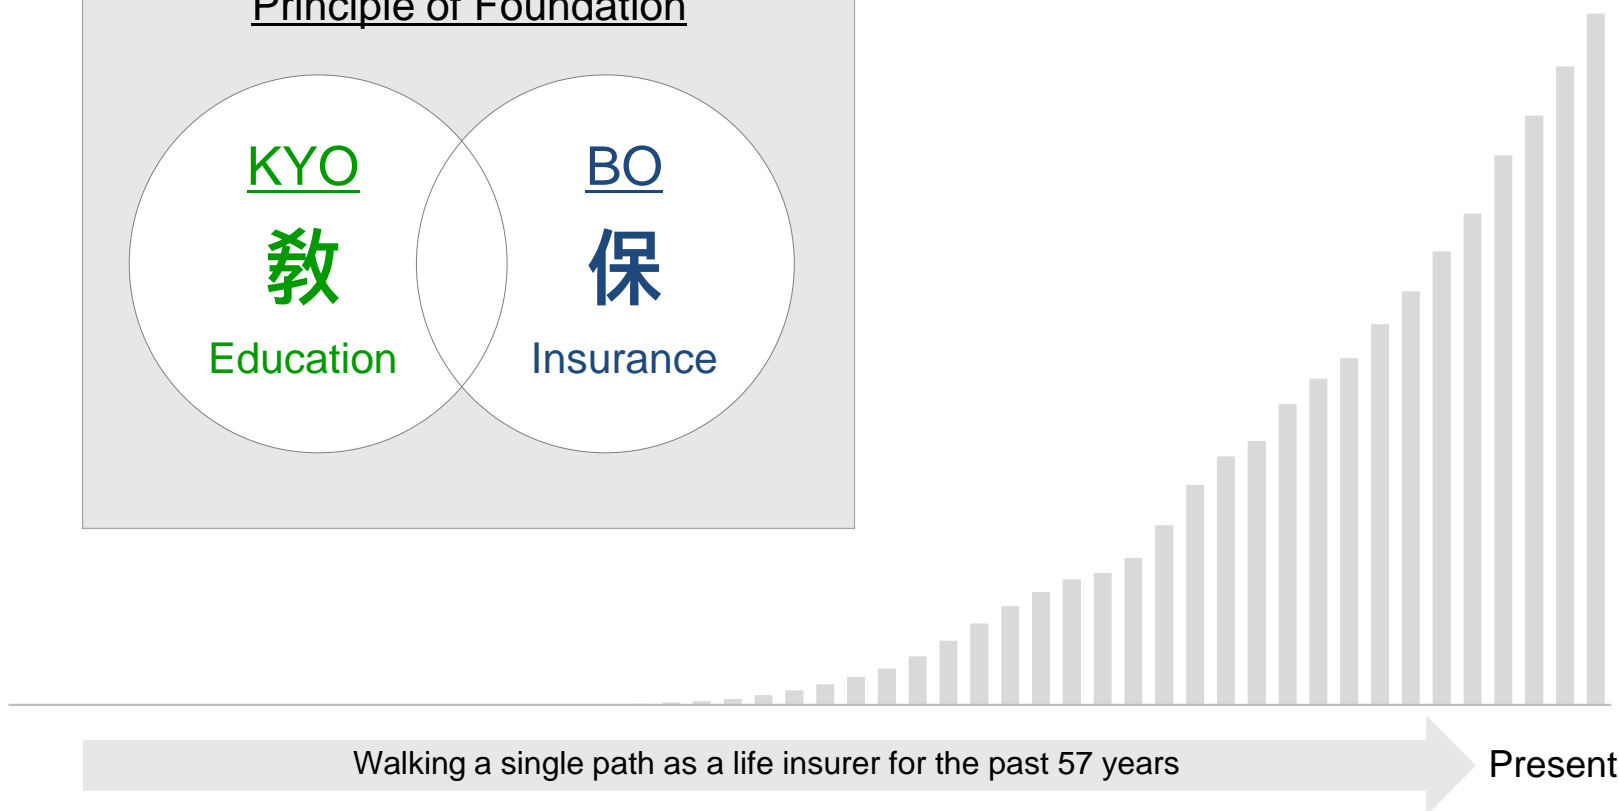 Principle of Foundation
KYO
敎
Education
BO
保
Insurance
Walking a single path as a life insurer for the past 57 years
Present